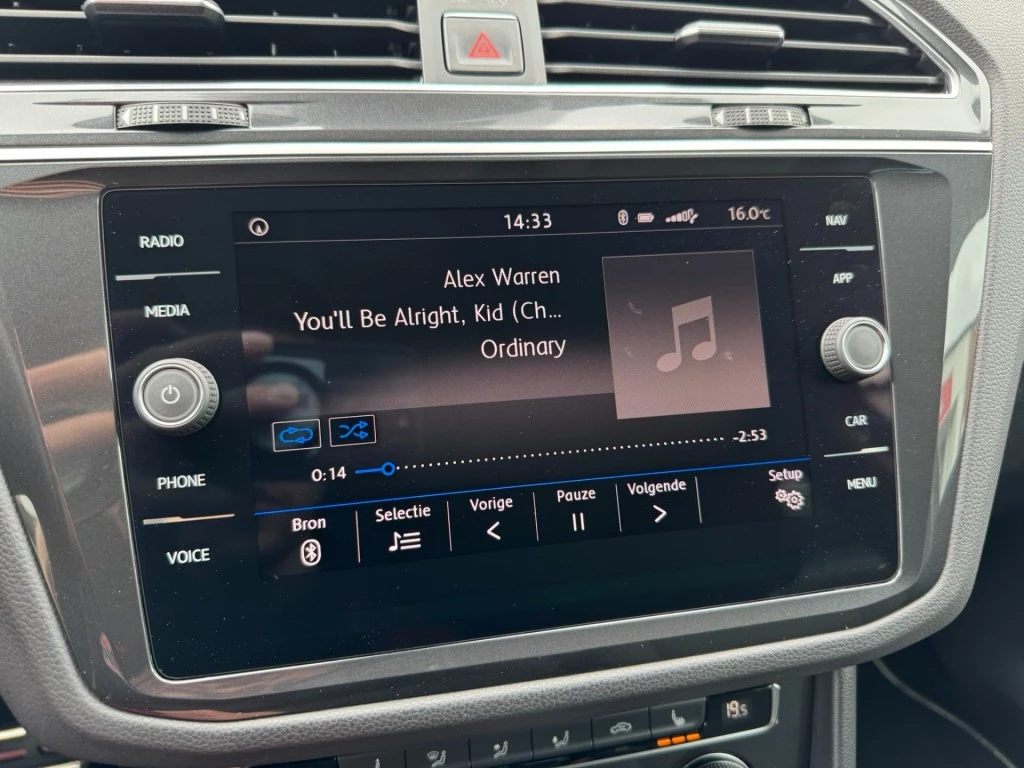 14:33
16.0°C
RADIO
MEDIA
PHONE
VOICE
Alex Warren
You'll Be Alright, Kid (Ch...
Ordinary
0:14
-2:53
Bron
Selectie
Vorige
Pauze
Volgende
Setup
NAV
APP
CAR
MENU
19.5